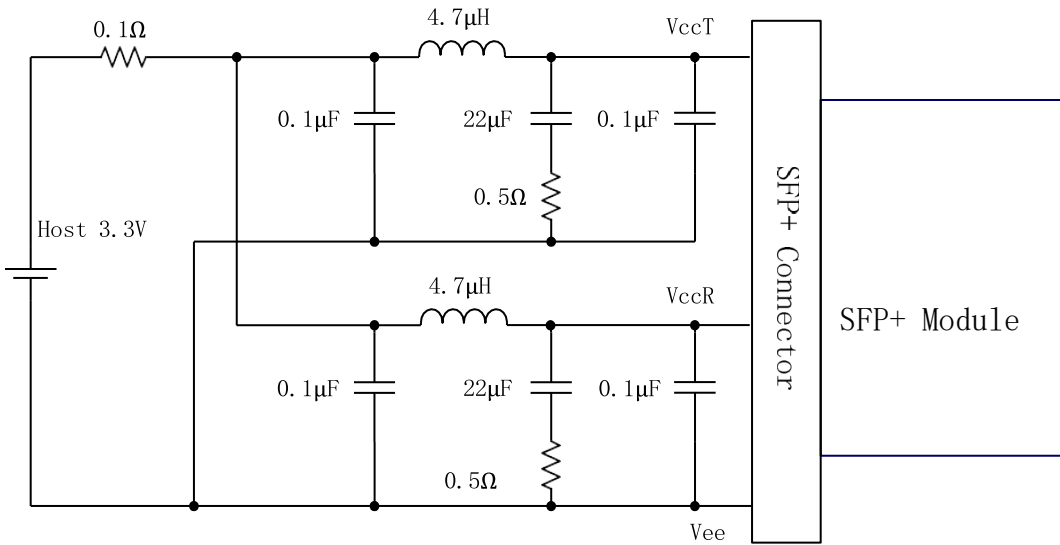 4.7μH
VccT
0.1Ω
0.1μF
22μF
0.1μF
0.5Ω
SFP+ Connector
Host 3.3V
4.7μH
VccR
SFP+ Module
0.1μF
22μF
0.1μF
0.5Ω
Vee